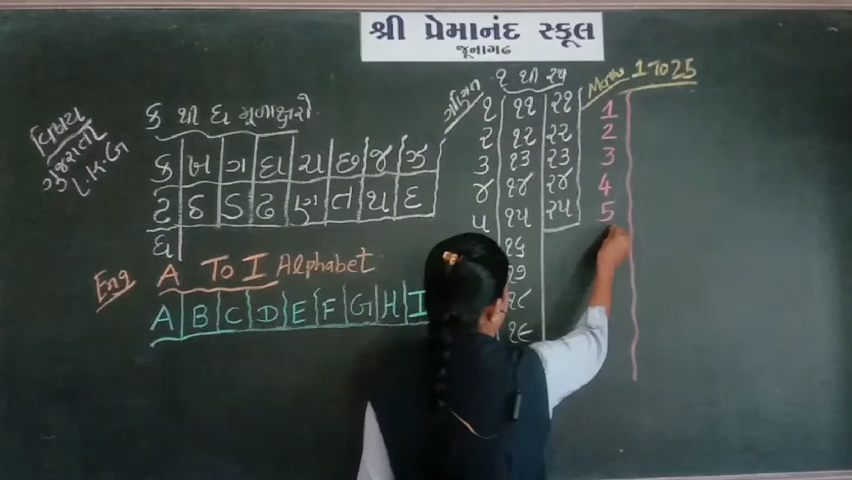 શ્રી પ્રેમાનંદ સ્કૂલ
જૂનાગઢ
વિષય
ગુજરાતી
L.K.G
ક થી ધ મૂળાક્ષરો
ક ખ ગ ઘ ચ છ જ ઝ
ટ ઠ ડ ઢ ણ ત થ દ
ધ
Eng A To I Alphabet
A B C D E F G H I
ગણિત ૧ થી ૨૫
૧ ૧૧ ૨૧
૨ ૧૨ ૨૨
૩ ૧૩ ૨૩
૪ ૧૪ ૨૪
૫ ૧૫ ૨૫
૧૬
૧૭
૧૮
૧૯
Maths 1 To 25
1
2
3
4
5